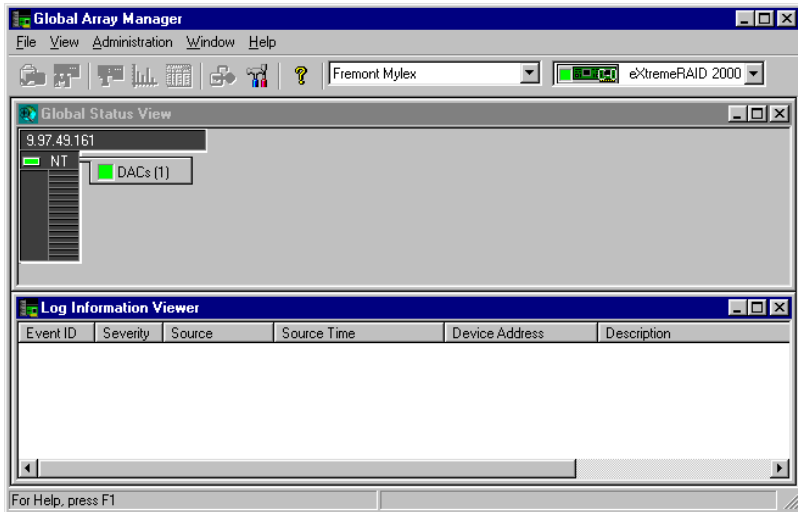 Global Array Manager
File View Administration Window Help
Fremont Mylex
eXtremeRAID 2000
Global Status View
9.97.49.161
NT
DACs (1)
Log Information Viewer
Event ID Severity Source Source Time Device Address Description
For Help, press F1